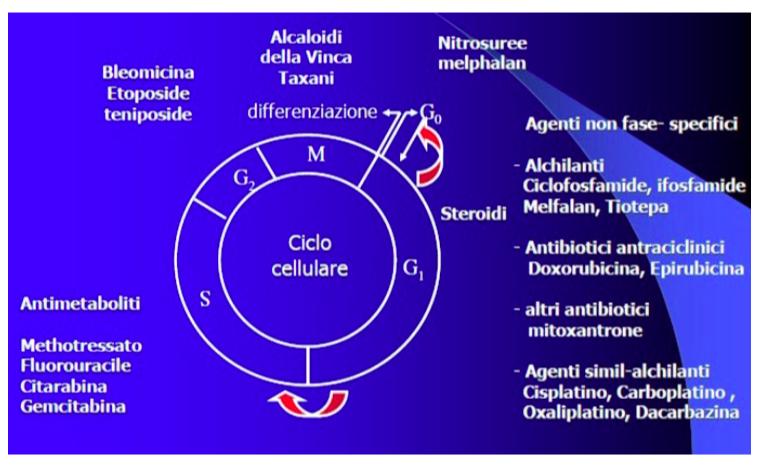 Bleomicina
Etoposide
teniposide
Alcaloidi
della Vinca
Taxani
Nitrosuree
melphalan
differenziazione
G0
M
G2
S
G1
Ciclo
cellulare
Steroidi
Antimetaboliti
Methotressato
Fluorouracile
Citarabina
Gemcitabina
Agenti non fase- specifici
- Alchilanti
Ciclofosfamide, ifosfamide
Melfalan, Tiotepa
- Antibiotici antraciclinici
Doxorubicina, Epirubicina
- altri antibiotici
mitoxantrone
- Agenti simil-alchilanti
Cisplatino, Carboplatino ,
Oxaliplatino, Dacarbazina